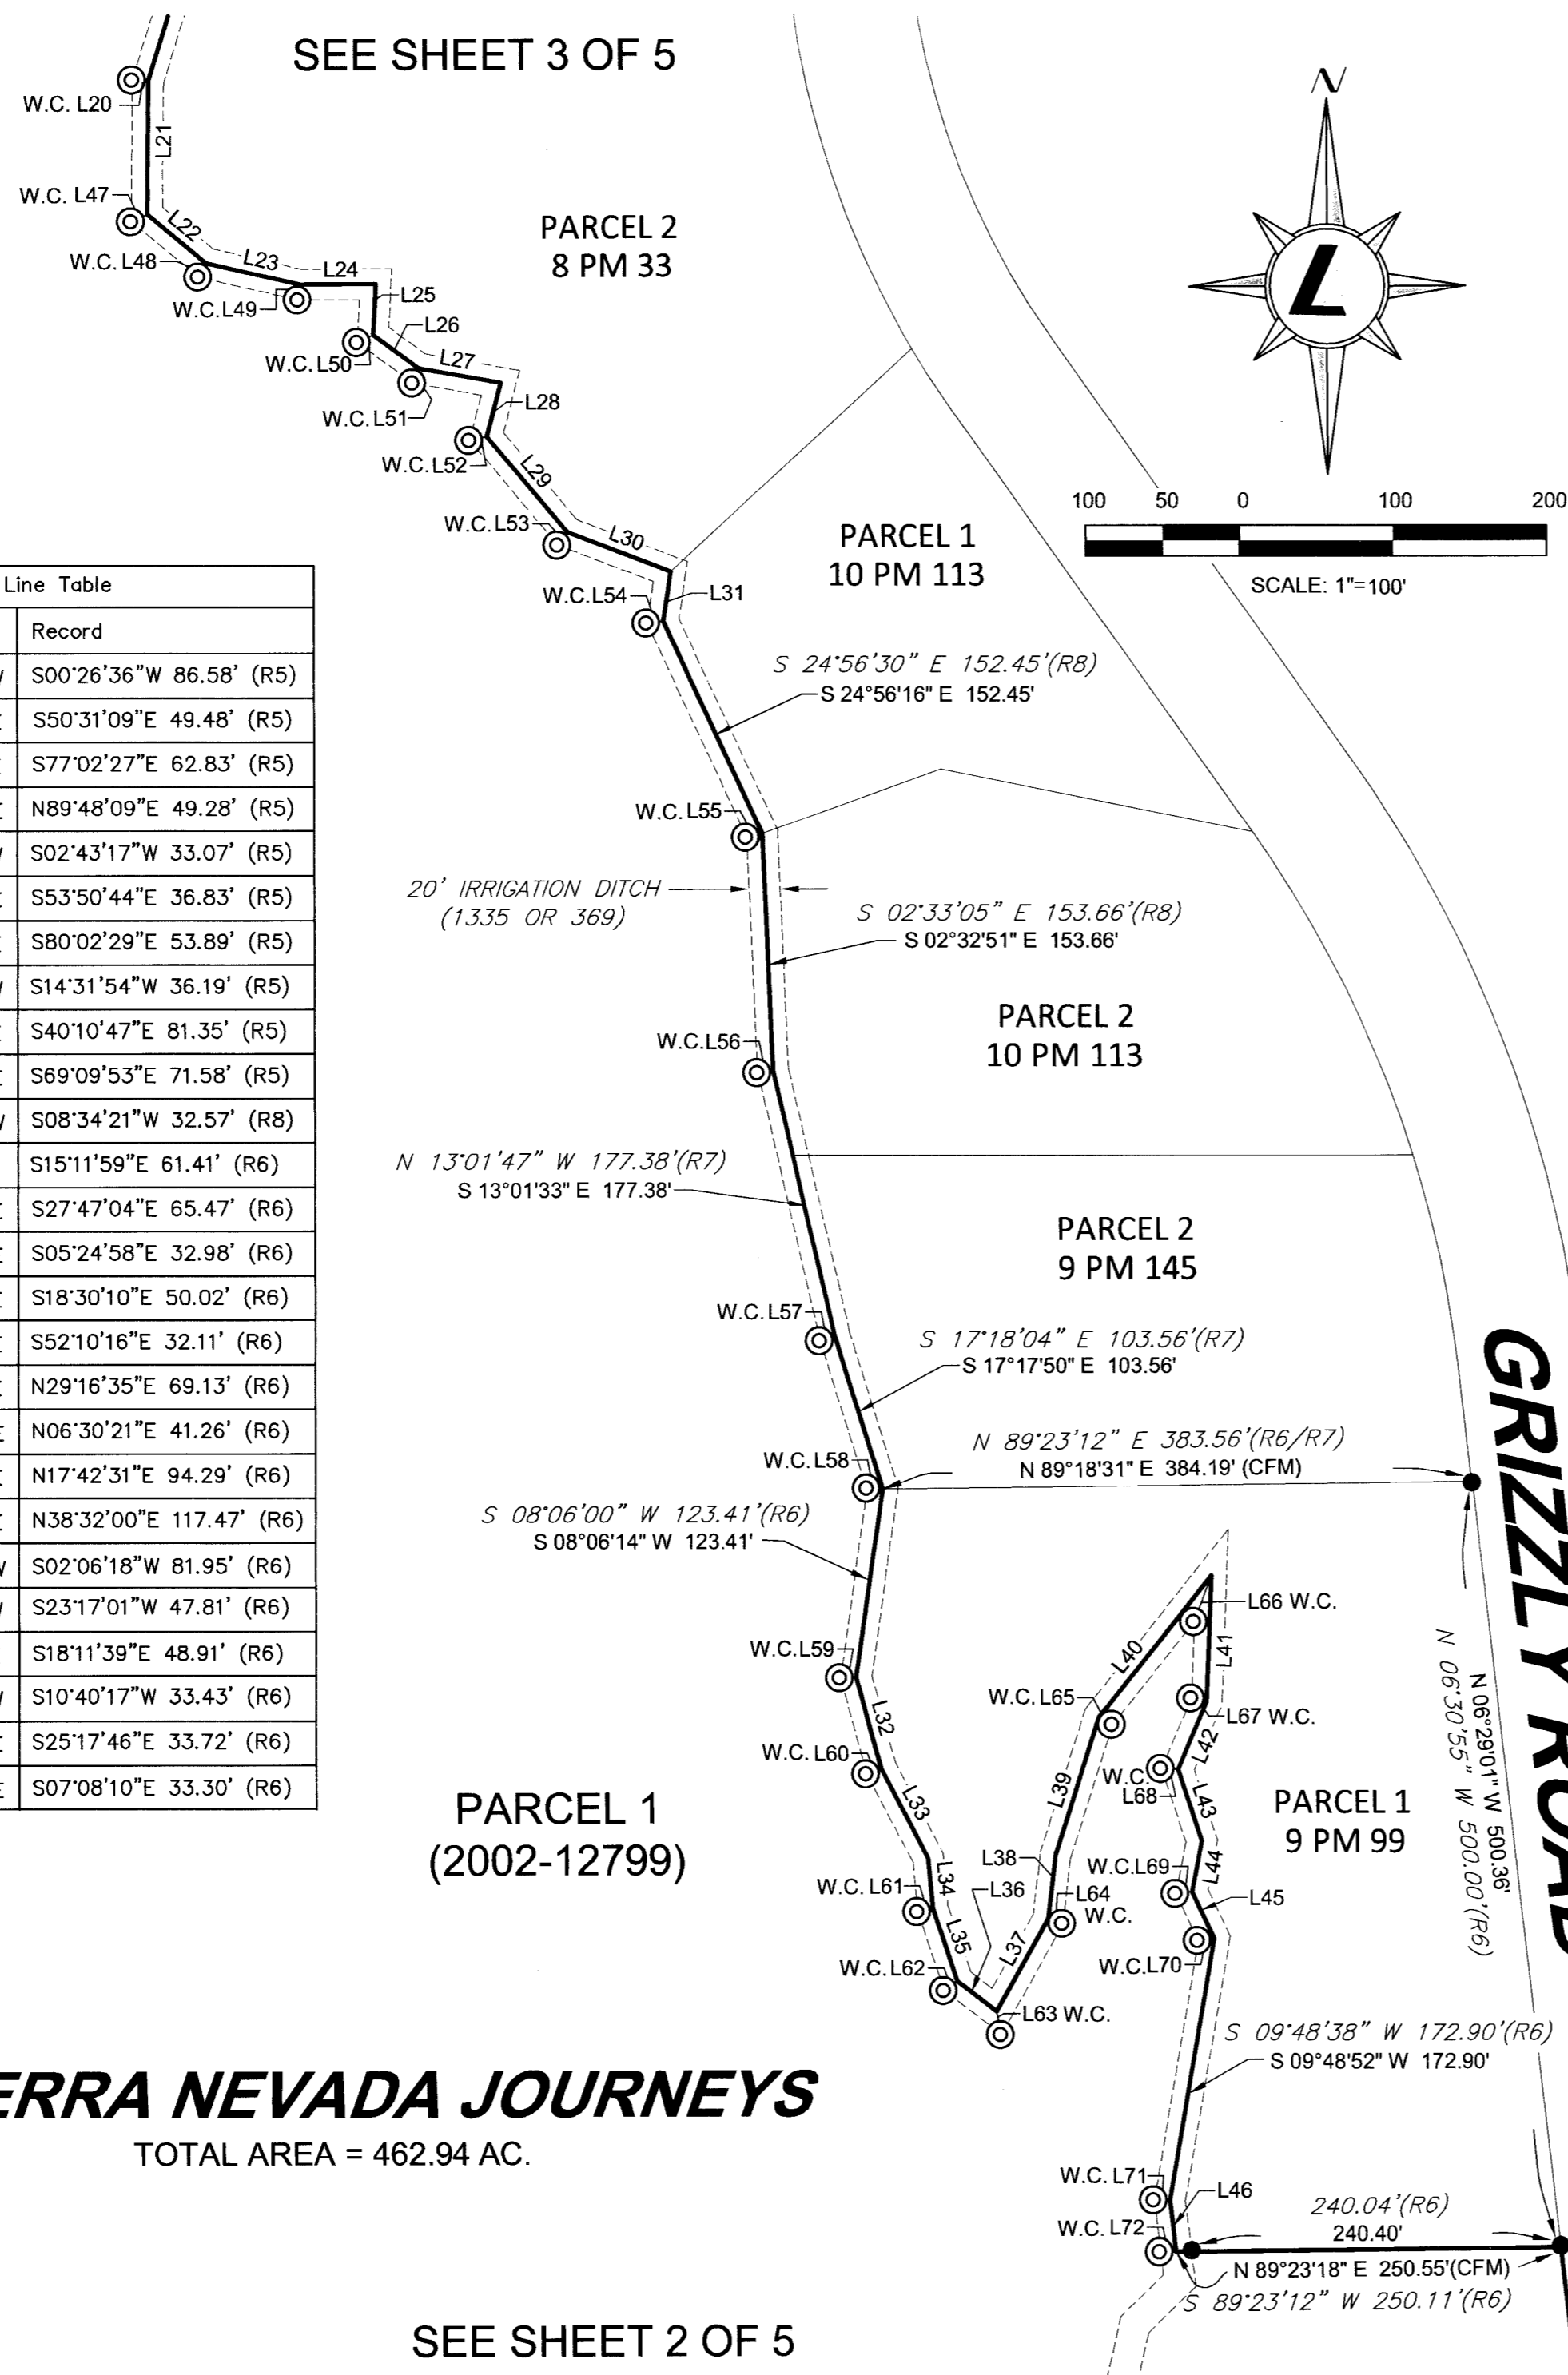 SEE SHEET 3 OF 5
N
W.C. L20
L21
W.C. L47
L22
W.C. L48
L23
L24
W.C.L49
L25
L26
W.C.L50
L27
W.C.L51
L28
W.C.L52
L29
W.C.L53
L30
W.C.L54
L31
PARCEL 2
8 PM 33
L
100 50 0 100 200
SCALE: 1"=100'
PARCEL 1
10 PM 113
S 24°56'30" E 152.45'(R8)
S 24°56'16" E 152.45'
W.C.L55
20' IRRIGATION DITCH
(1335 OR 369)
S 02°33'05" E 153.66'(R8)
S 02°32'51" E 153.66'
PARCEL 2
10 PM 113
W.C.L56
N 13°01'47" W 177.38'(R7)
S 13°01'33" E 177.38'
PARCEL 2
9 PM 145
W.C.L57
S 17°18'04" E 103.56'(R7)
S 17°17'50" E 103.56'
N 89°23'12" E 383.56'(R6/R7)
N 89°18'31" E 384.19' (CFM)
W.C.L58
S 08°06'00" W 123.41'(R6)
S 08°06'14" W 123.41'
GRIZZLY ROAD
N 06°29'01" W 500.36'
N 06°30'55" W 500.00'(R6)
W.C.L59
L32
W.C.L60
L33
W.C.L61
L34
L35
L36
W.C.L62
L63 W.C.
L37
L38
L64
W.C.
L39
W.C.L65
L40
L66 W.C.
L41
L67 W.C.
L42
W.C.
L68
L43
W.C.L69
L44
L45
W.C.L70
PARCEL 1
9 PM 99
S 09°48'38" W 172.90'(R6)
S 09°48'52" W 172.90'
W.C. L71
L46
W.C. L72
240.04'(R6)
240.40'
N 89°23'18" E 250.55'(CFM)
S 89°23'12" W 250.11'(R6)
Line Table
Record
W S00°26'36"W 86.58' (R5)
E S50°31'09"E 49.48' (R5)
E S77°02'27"E 62.83' (R5)
E N89°48'09"E 49.28' (R5)
W S02°43'17"W 33.07' (R5)
E S53°50'44"E 36.83' (R5)
E S80°02'29"E 53.89' (R5)
W S14°31'54"W 36.19' (R5)
E S40°10'47"E 81.35' (R5)
E S69°09'53"E 71.58' (R5)
W S08°34'21"W 32.57' (R8)
S15°11'59"E 61.41' (R6)
E S27°47'04"E 65.47' (R6)
E S05°24'58"E 32.98' (R6)
E S18°30'10"E 50.02' (R6)
E S52°10'16"E 32.11' (R6)
E N29°16'35"E 69.13' (R6)
E N06°30'21"E 41.26' (R6)
E N17°42'31"E 94.29' (R6)
E N38°32'00"E 117.47' (R6)
W S02°06'18"W 81.95' (R6)
W S23°17'01"W 47.81' (R6)
S18°11'39"E 48.91' (R6)
W S10°40'17"W 33.43' (R6)
E S25°17'46"E 33.72' (R6)
E S07°08'10"E 33.30' (R6)
PARCEL 1
(2002-12799)
ERRA NEVADA JOURNEYS
TOTAL AREA = 462.94 AC.
SEE SHEET 2 OF 5